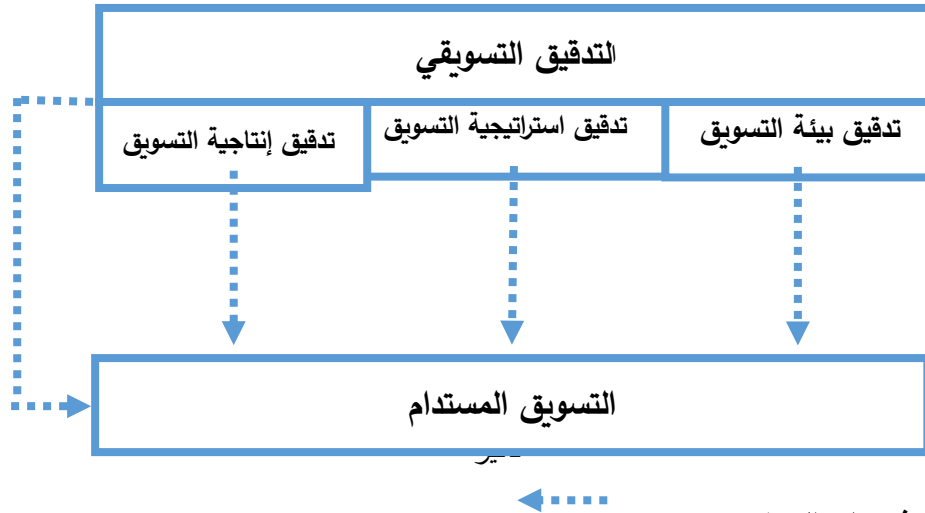 التدقيق التسويقي
تدقيق بيئة التسويق
تدقيق استراتيجية التسويق
تدقيق إنتاجية التسويق
التسويق المستدام